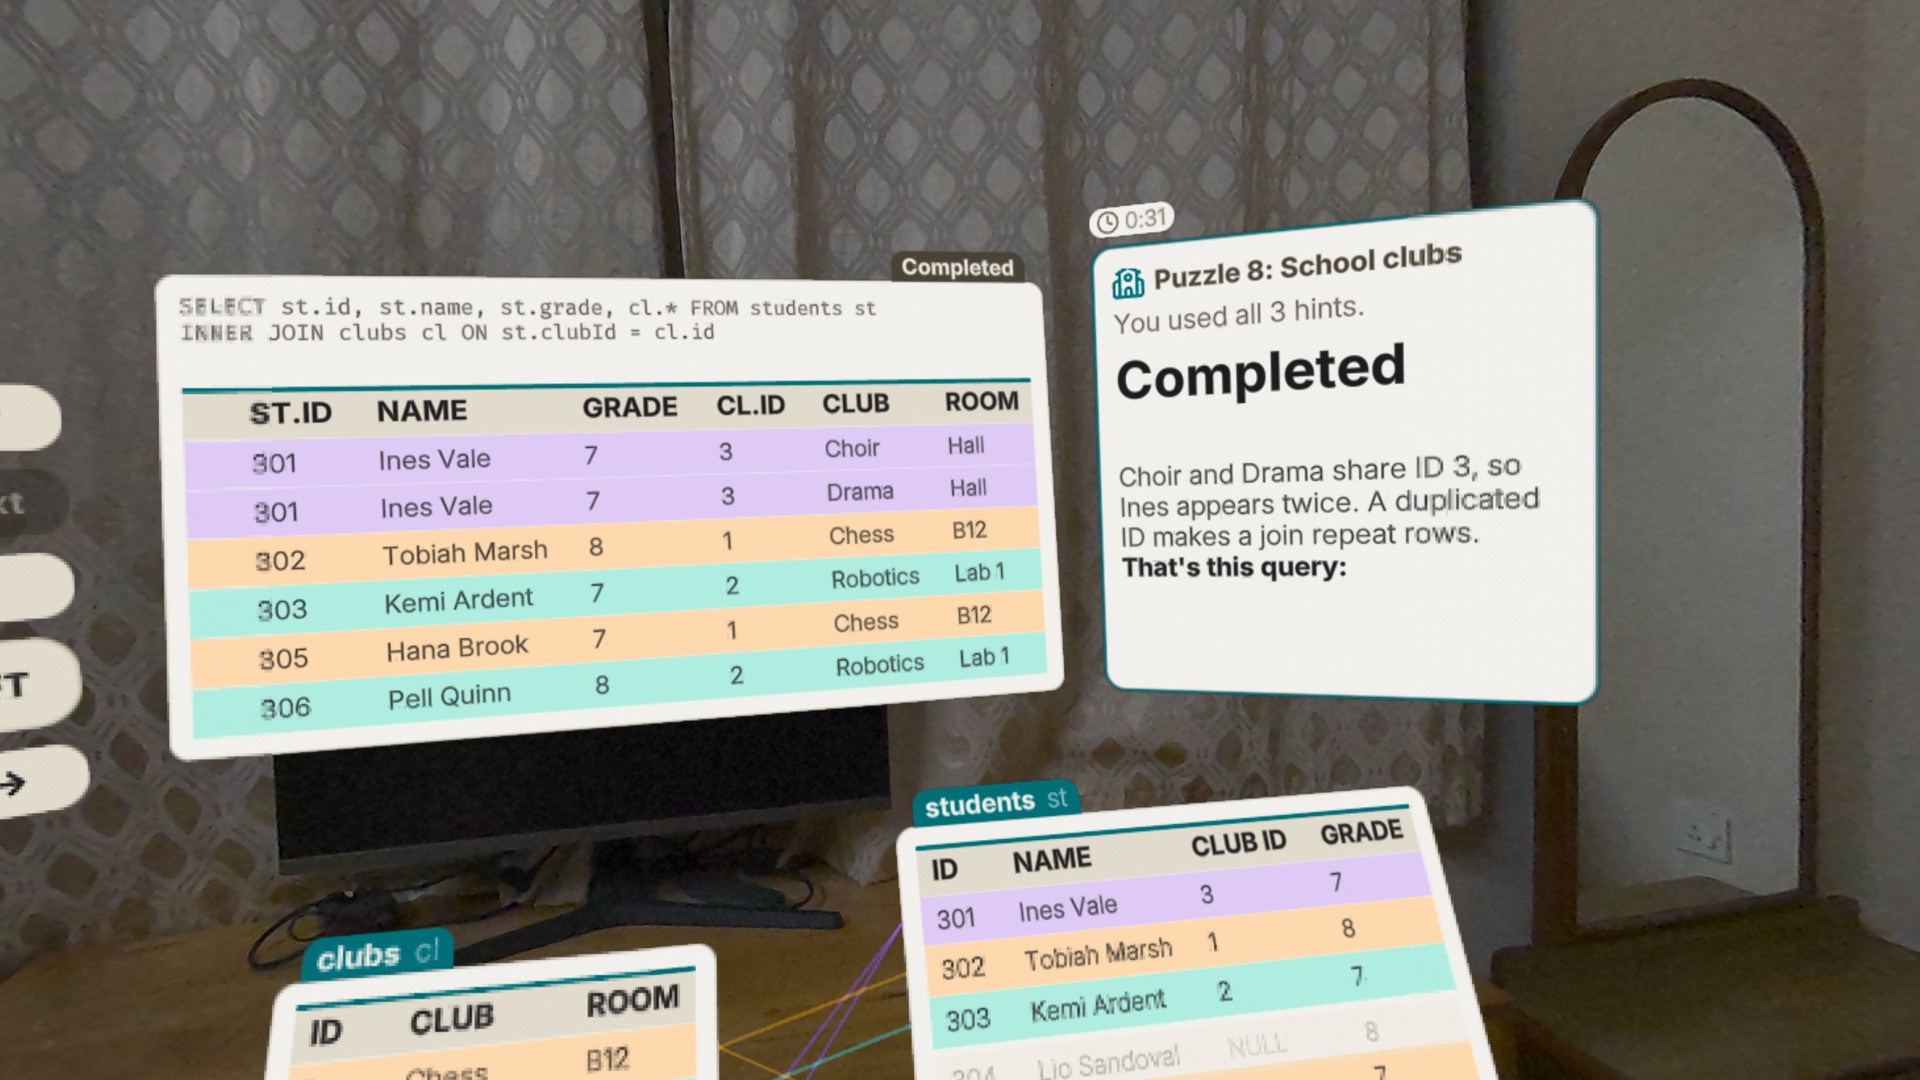 0:31
Completed
SELECT st.id, st.name, st.grade, cl.* FROM students st
INNER JOIN clubs cl ON st.clubId = cl.id
ST.ID NAME GRADE CL.ID CLUB ROOM
301 Ines Vale 7 3 Choir Hall
301 Ines Vale 7 3 Drama Hall
302 Tobiah Marsh 8 1 Chess B12
303 Kemi Ardent 7 2 Robotics Lab 1
305 Hana Brook 7 1 Chess B12
306 Pell Quinn 8 2 Robotics Lab 1
Puzzle 8: School clubs
You used all 3 hints.
Completed
Choir and Drama share ID 3, so
Ines appears twice. A duplicated
ID makes a join repeat rows.
That's this query:
→
students st
ID NAME CLUB ID GRADE
301 Ines Vale 3 7
302 Tobiah Marsh 1 8
303 Kemi Ardent 2 7
304 Lio Sandoval NULL 8
7
clubs cl
ID CLUB ROOM
Chess B12